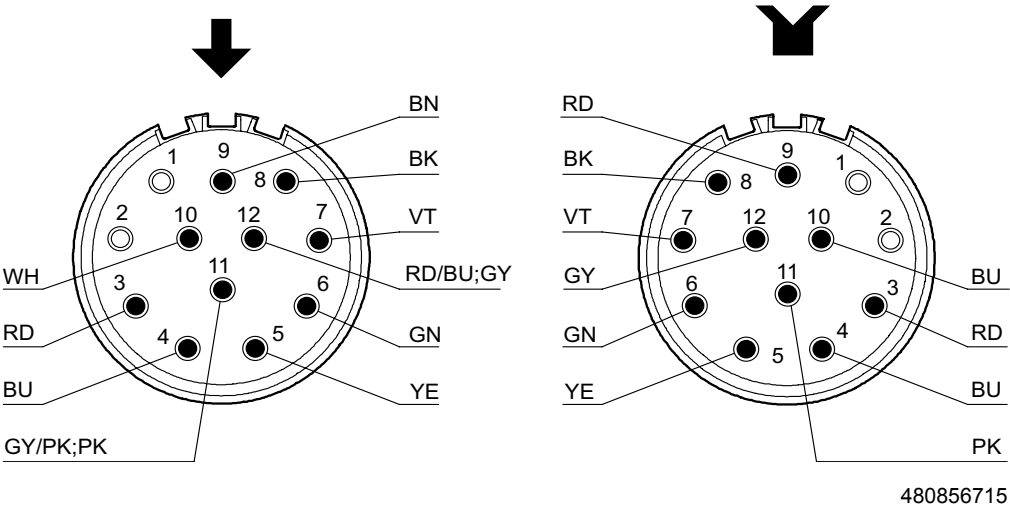 BN
RD
1
9
8
BK
9
1
8
BK
2
10
12
7
VT
7
12
10
2
VT
WH
11
RD/BU;GY
GY
11
BU
3
6
6
3
RD
4
5
GN
GN
5
4
RD
BU
YE
YE
BU
GY/PK;PK
PK
480856715